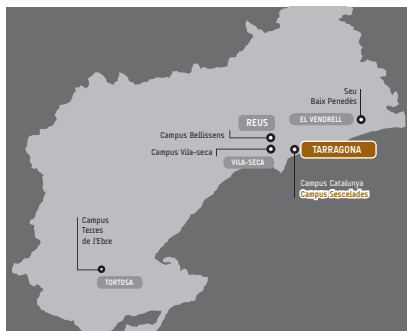 Seu
Baix Penedès
EL VENDRELL
REUS
Campus Bellissens
TARRAGONA
Campus Vila-seca
VILA-SECA
Campus Catalunya
Campus Sescelades
Campus
Terres
de l'Ebre
TORTOSA